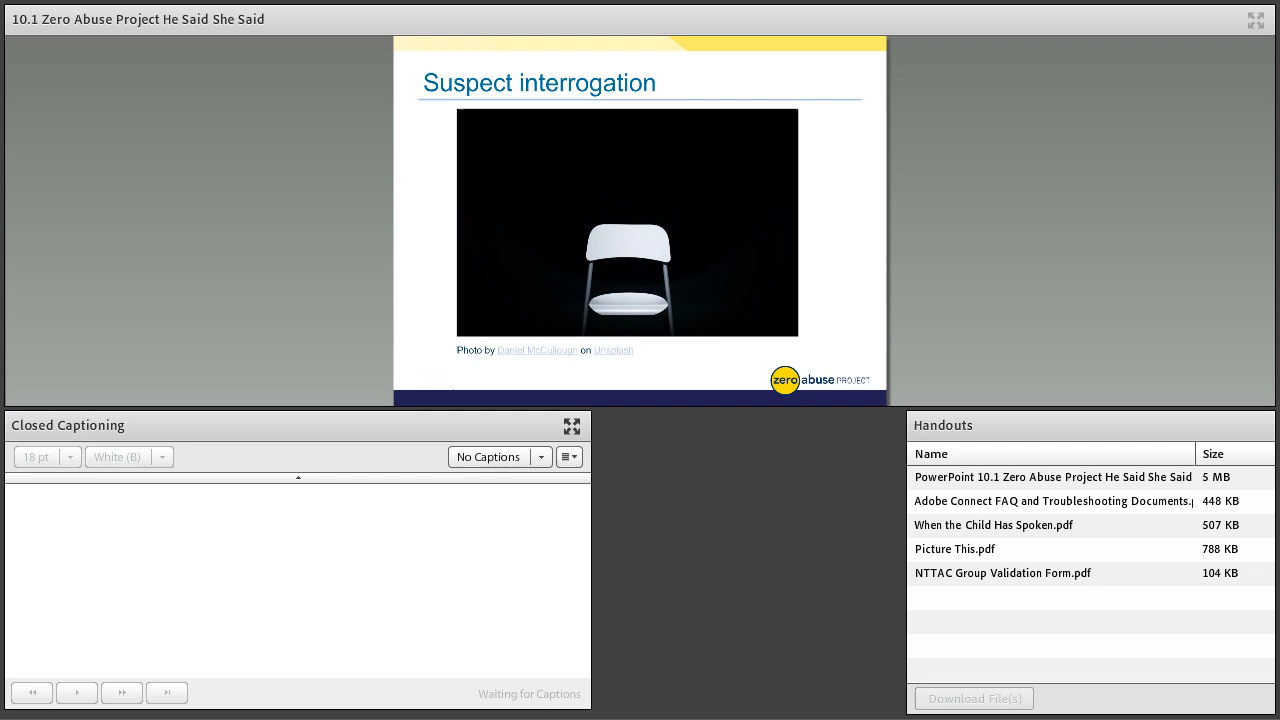 10.1 Zero Abuse Project He Said She Said
Suspect interrogation
Photo by Daniel McCullough on Unsplash
zero abuse PROJECT
Closed Captioning
18 pt
White (B)
No Captions
Waiting for Captions
Handouts
Name Size
PowerPoint 10.1 Zero Abuse Project He Said She Said 5 MB
Adobe Connect FAQ and Troubleshooting Documents.p 448 KB
When the Child Has Spoken.pdf 507 KB
Picture This.pdf 788 KB
NTTAC Group Validation Form.pdf 104 KB
Download File(s)